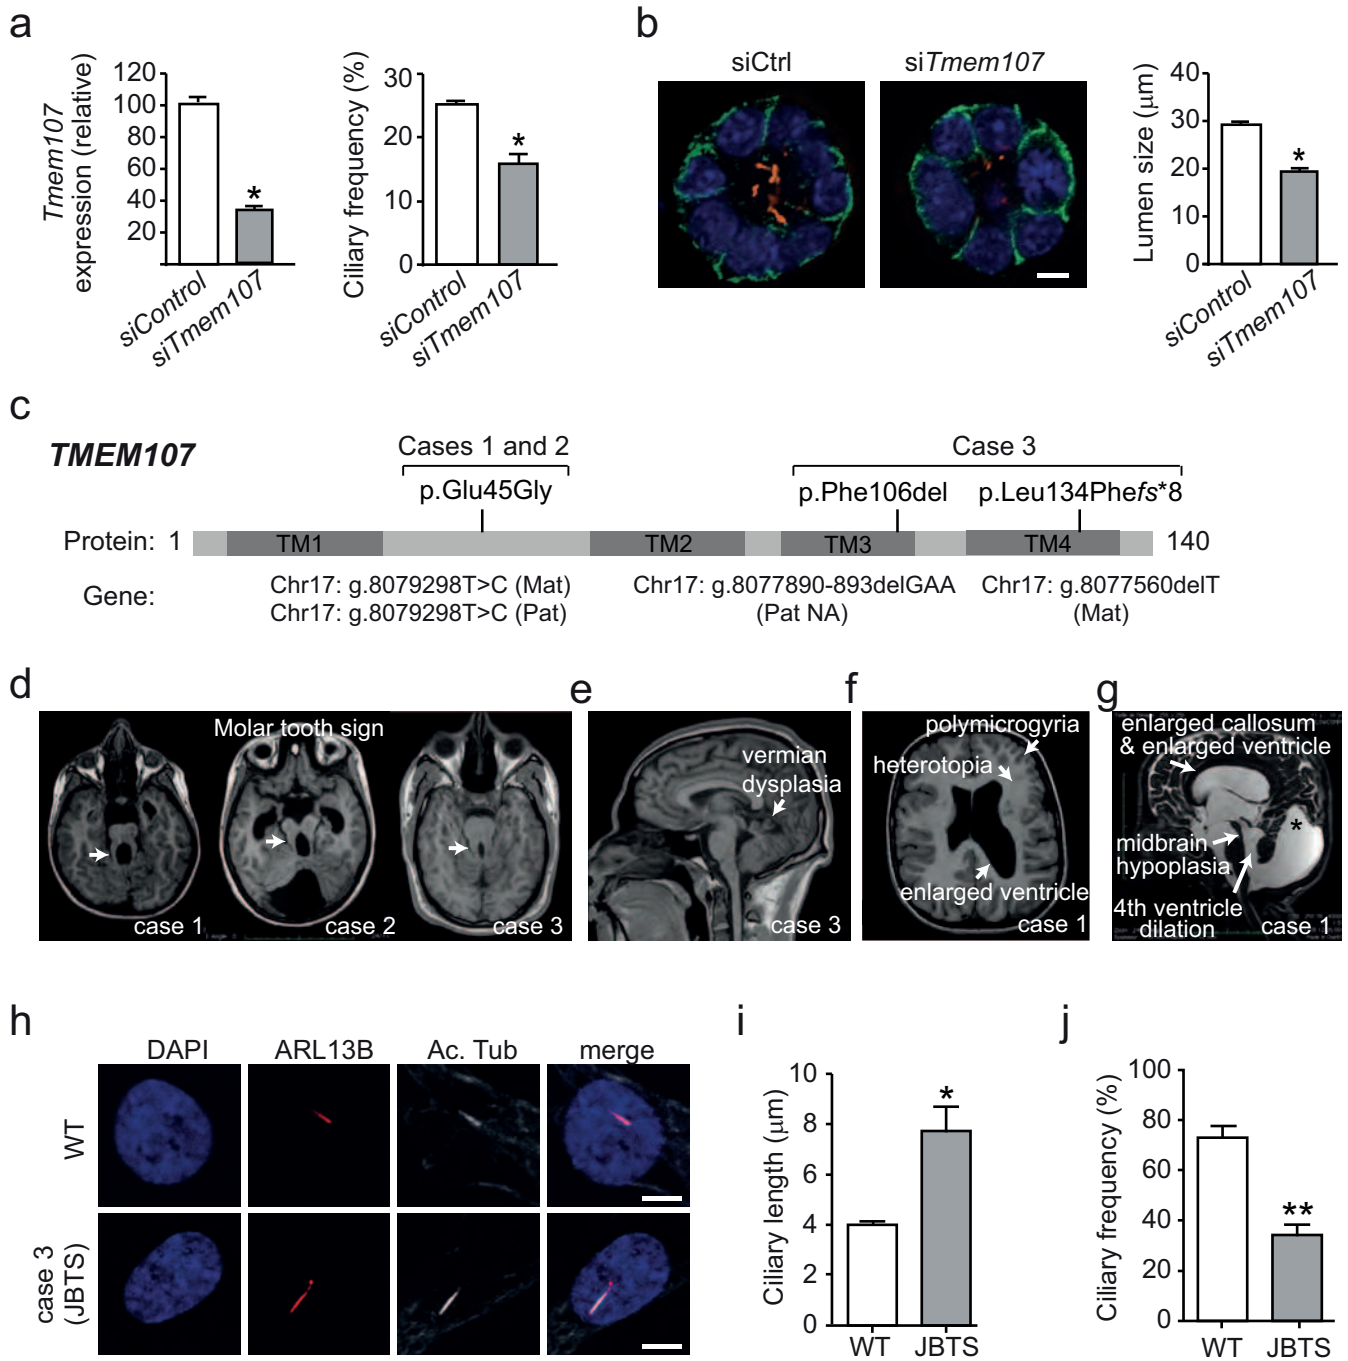 a
Tmem107
expression (relative)
120
100
80
60
40
20
siControl
siTmem107
Ciliary frequency (%)
30
20
10
0
siControl
siTmem107
b
siCtrl
siTmem107
Lumen size (μm)
40
30
20
10
0
siControl
siTmem107
*
*
*
c
TMEM107
Cases 1 and 2
Case 3
p.Glu45Gly
p.Phe106del
p.Leu134Phefs*8
Protein: 1
TM1
TM2
TM3
TM4
140
Gene:
Chr17: g.8079298T>C (Mat)
Chr17: g.8079298T>C (Pat)
Chr17: g.8077890-893delGAA
(Pat NA)
Chr17: g.8077560delT
(Mat)
d
Molar tooth sign
case 1
case 2
case 3
e
vermian
dysplasia
case 3
f
polymicrogyria
heterotopia
enlarged ventricle
case 1
g
enlarged callosum
& enlarged ventricle
*
midbrain
hypoplasia
4th ventricle
dilation
case 1
h
DAPI
ARL13B
Ac. Tub
merge
WT
case 3
(JBTS)
i
Ciliary length (μm)
10
8
6
4
2
0
*
WT
JBTS
j
Ciliary frequency (%)
100
80
60
40
20
0
**
WT
JBTS